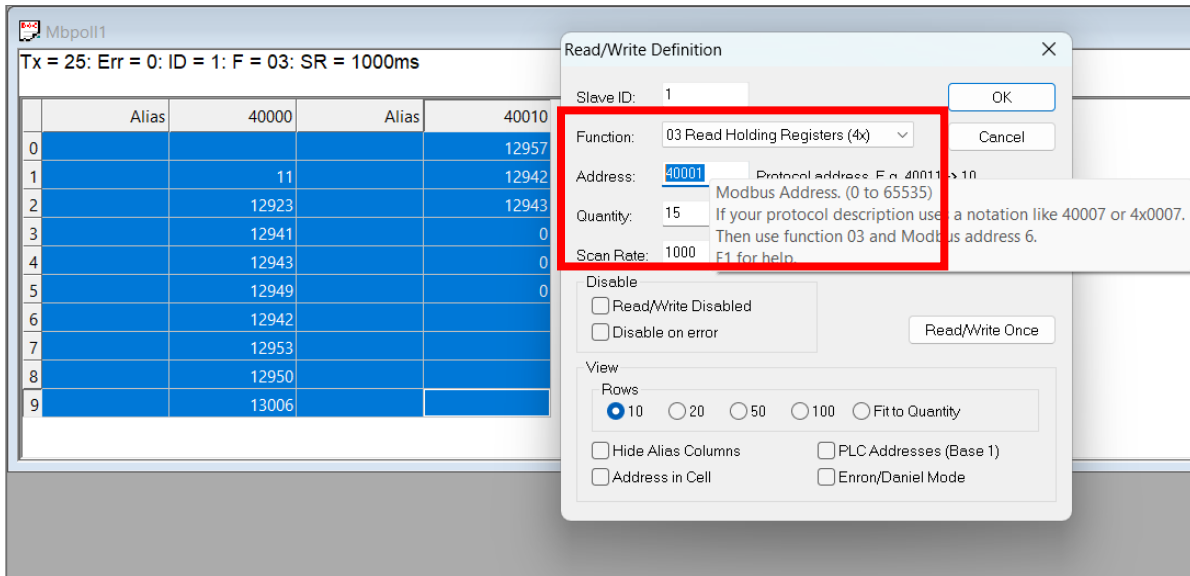 Mbpoll1
Tx = 25: Err = 0: ID = 1: F = 03: SR = 1000ms
Alias 40000 Alias 40010
0 12957
1 11 12942
2 12923 12943
3 12941 0
4 12943 0
5 12949 0
6 12942
7 12953
8 12950
9 13006
Read/Write Definition
Slave ID: 1
OK
Function: 03 Read Holding Registers (4x)
Cancel
Address: 40001 Protocol address. E.g. 40011 -> 10
Modbus Address. (0 to 65535)
Quantity: 15
If your protocol description uses a notation like 40007 or 4x0007.
Then use function 03 and Modbus address 6.
Scan Rate: 1000
F1 for help.
Disable
Read/Write Disabled
Disable on error
Read/Write Once
View
Rows
10 20 50 100 Fit to Quantity
Hide Alias Columns PLC Addresses (Base 1)
Address in Cell Enron/Daniel Mode